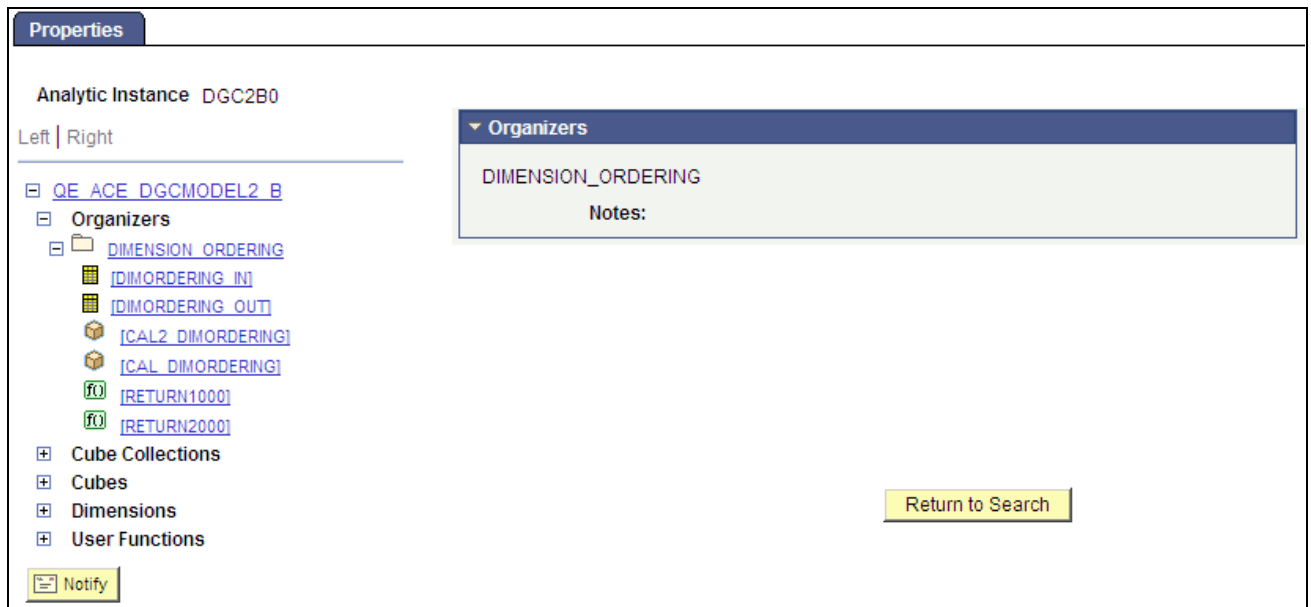 Properties
Analytic Instance DGC2B0
Left | Right
QE_ACE_DGCMODEL2_B
Organizers
DIMENSION_ORDERING
[DIMORDERING_IN]
[DIMORDERING_OUT]
[CAL2_DIMORDERING]
[CAL_DIMORDERING]
f() [RETURN1000]
f() [RETURN2000]
Cube Collections
Cubes
Dimensions
User Functions
Notify
Organizers
DIMENSION_ORDERING
Notes:
Return to Search